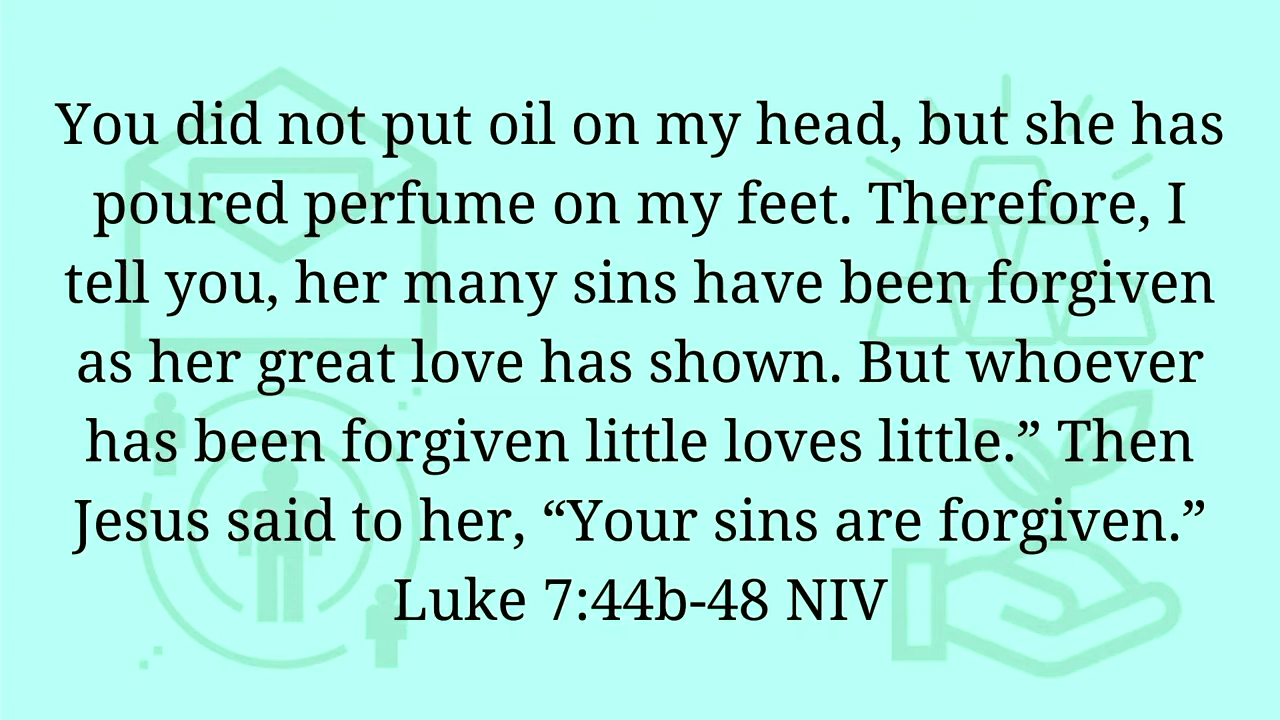 You did not put oil on my head, but she has
poured perfume on my feet. Therefore, I
tell you, her many sins have been forgiven
as her great love has shown. But whoever
has been forgiven little loves little.” Then
Jesus said to her, “Your sins are forgiven.”
Luke 7:44b-48 NIV